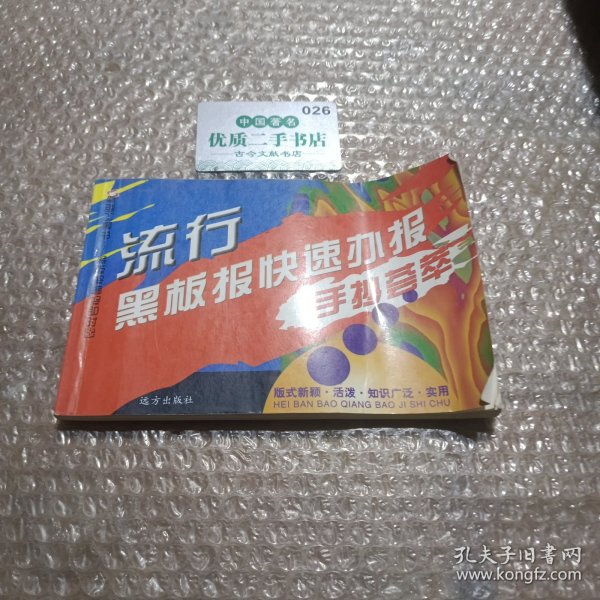 026
中国著名
优质二手书店
古今文献书店
流行
黑板报快速办报
手抄荟萃
版式新颖·活泼·知识广泛·实用
HEI BAN BAO QIANG BAO JI SHI CHU
远方出版社
孔夫子旧书网
www.kongfz.com